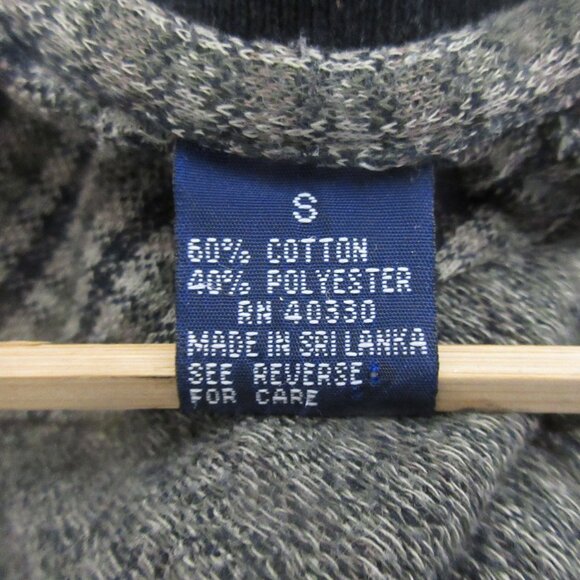 S
60% COTTON
40% POLYESTER
RN 40330
MADE IN SRI LANKA
SEE REVERSE
FOR CARE